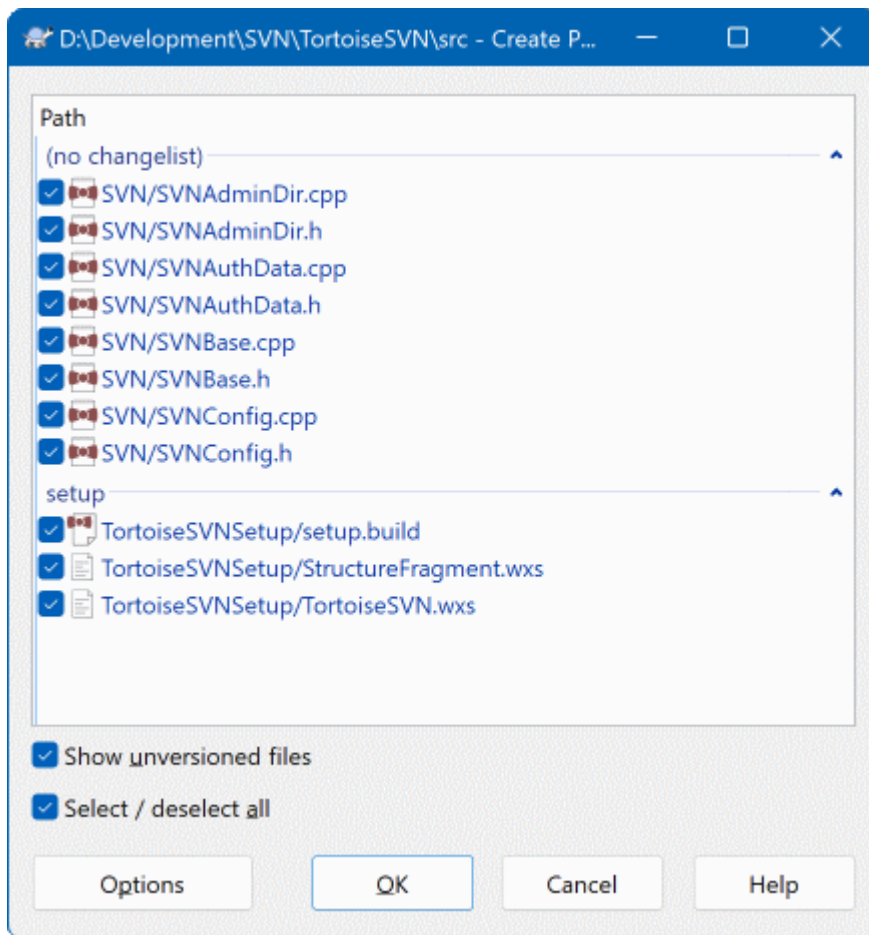 D:\Development\SVN\TortoiseSVN\src - Create P...
Path
(no changelist)
SVN/SVNAdminDir.cpp
SVN/SVNAdminDir.h
SVN/SVNAuthData.cpp
SVN/SVNAuthData.h
SVN/SVNBase.cpp
SVN/SVNBase.h
SVN/SVNConfig.cpp
SVN/SVNConfig.h
setup
TortoiseSVNSetup/setup.build
TortoiseSVNSetup/StructureFragment.wxs
TortoiseSVNSetup/TortoiseSVN.wxs
Show unversioned files
Select / deselect all
Options OK Cancel Help